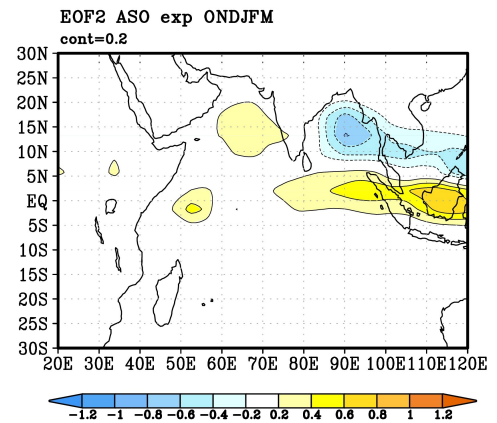 EOF2 ASO exp ONDJFM
cont=0.2
30N
25N
20N
15N
10N
5N
EQ
5S
10S
15S
20S
25S
30S
20E 30E 40E 50E 60E 70E 80E 90E 100E 110E 120E
-1.2 -1 -0.8 -0.6 -0.4 -0.2 0.2 0.4 0.6 0.8 1 1.2